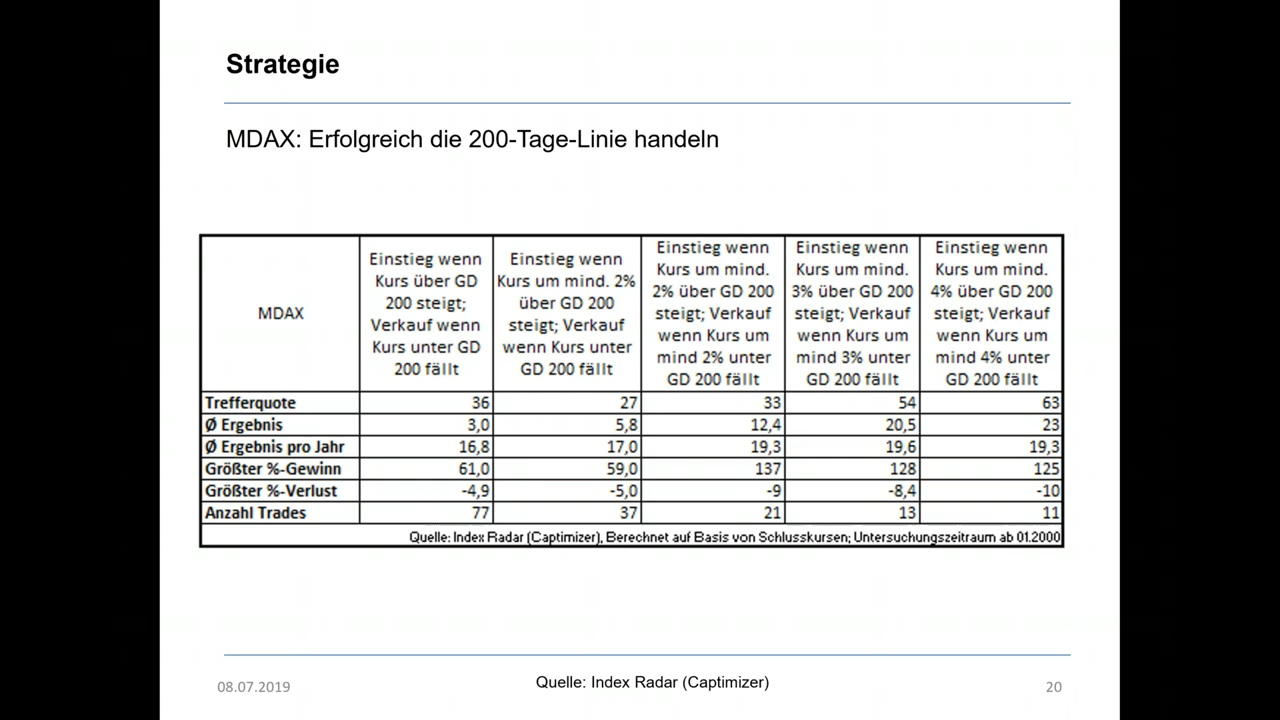 Strategie
MDAX: Erfolgreich die 200-Tage-Linie handeln
MDAX
Einstieg wenn
Kurs über GD
200 steigt;
Verkauf wenn
Kurs unter GD
200 fällt
Einstieg wenn
Kurs um mind. 2%
über GD 200
steigt; Verkauf
wenn Kurs unter
GD 200 fällt
Einstieg wenn
Kurs um mind.
2% über GD 200
steigt; Verkauf
wenn Kurs um
mind 2% unter
GD 200 fällt
Einstieg wenn
Kurs um mind.
3% über GD 200
steigt; Verkauf
wenn Kurs um
mind 3% unter
GD 200 fällt
Einstieg wenn
Kurs um mind.
4% über GD 200
steigt; Verkauf
wenn Kurs um
mind 4% unter
GD 200 fällt
Trefferquote 36 27 33 54 63
Ø Ergebnis 3,0 5,8 12,4 20,5 23
Ø Ergebnis pro Jahr 16,8 17,0 19,3 19,6 19,3
Größter %-Gewinn 61,0 59,0 137 128 125
Größter %-Verlust -4,9 -5,0 -9 -8,4 -10
Anzahl Trades 77 37 21 13 11
Quelle: Index Radar (Captimizer), Berechnet auf Basis von Schlusskursen; Untersuchungszeitraum ab 01.2000
08.07.2019 Quelle: Index Radar (Captimizer) 20